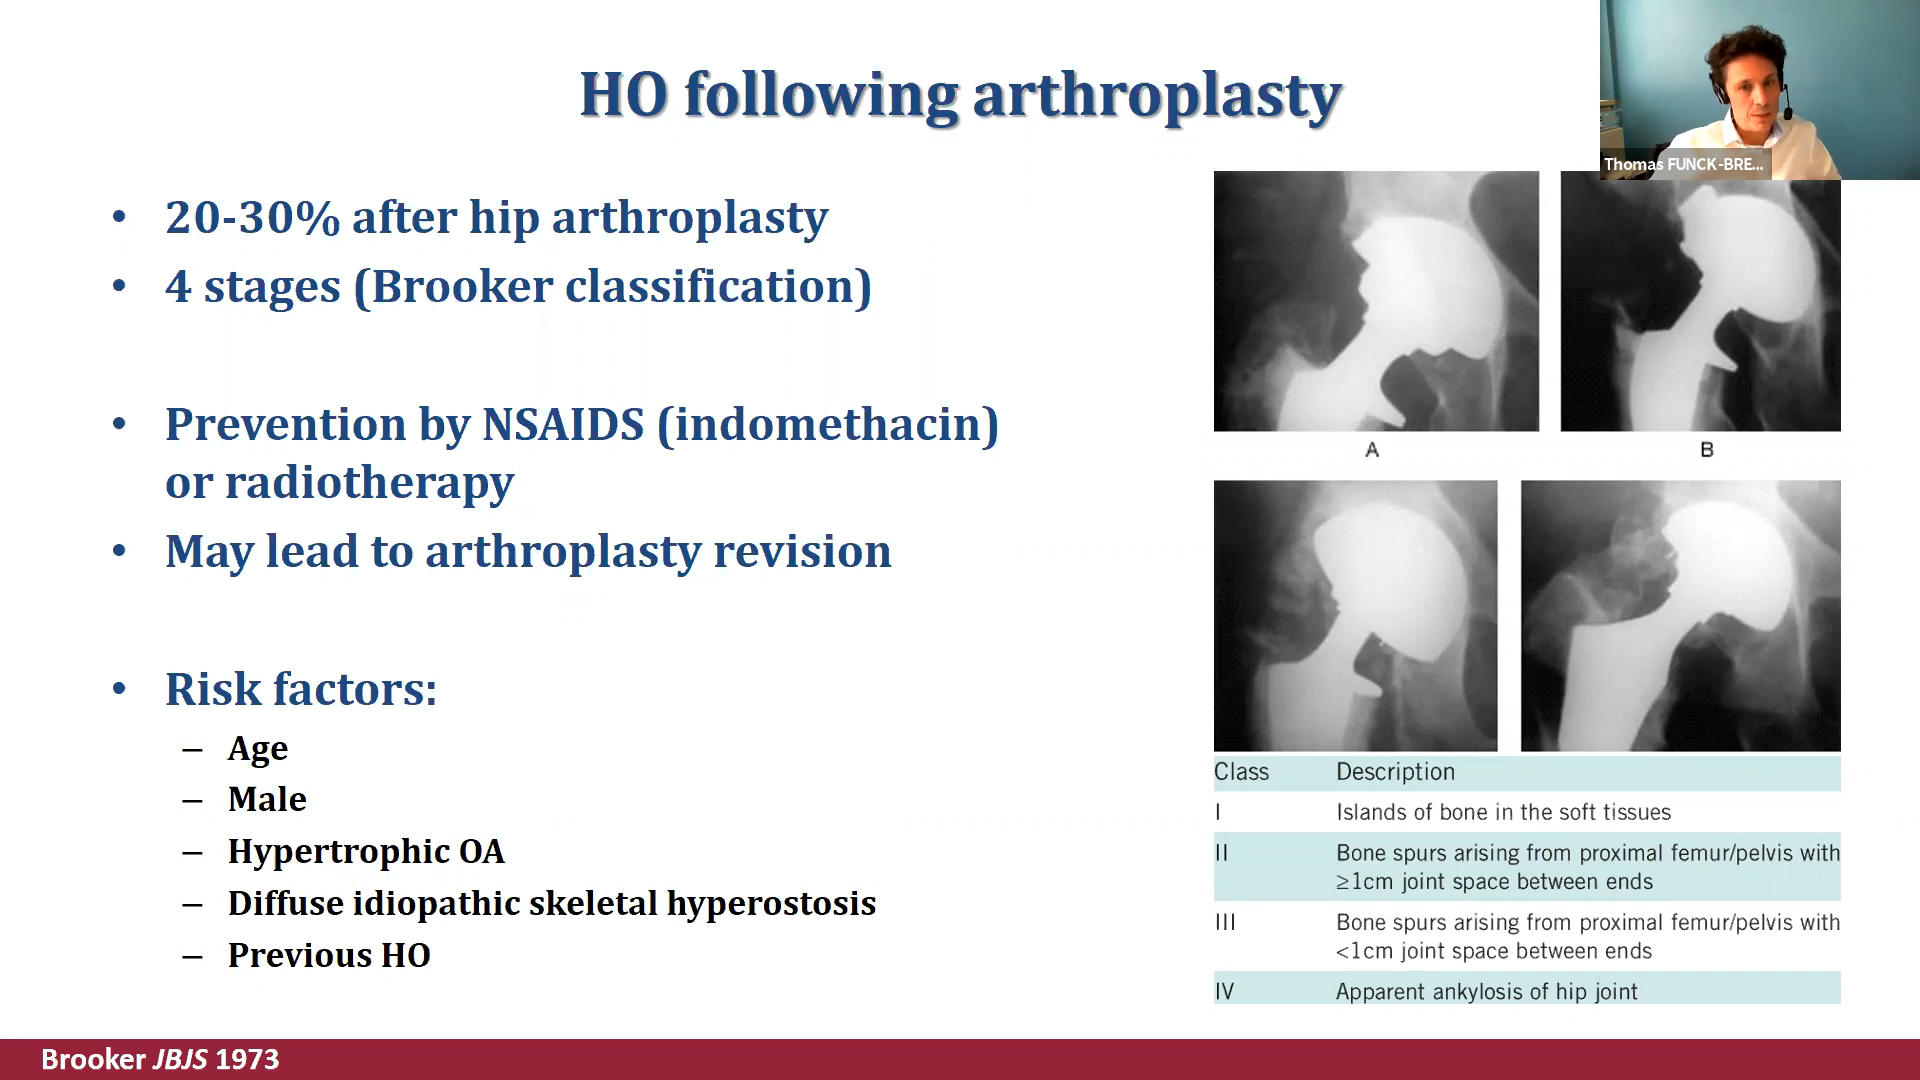 HO following arthroplasty
Thomas FUNCK-BRE...
• 20-30% after hip arthroplasty
• 4 stages (Brooker classification)
• Prevention by NSAIDS (indomethacin)
or radiotherapy
• May lead to arthroplasty revision
• Risk factors:
– Age
– Male
– Hypertrophic OA
– Diffuse idiopathic skeletal hyperostosis
– Previous HO
A
B
Class Description
I Islands of bone in the soft tissues
II Bone spurs arising from proximal femur/pelvis with
≥1cm joint space between ends
III Bone spurs arising from proximal femur/pelvis with
<1cm joint space between ends
IV Apparent ankylosis of hip joint
Brooker JBJS 1973